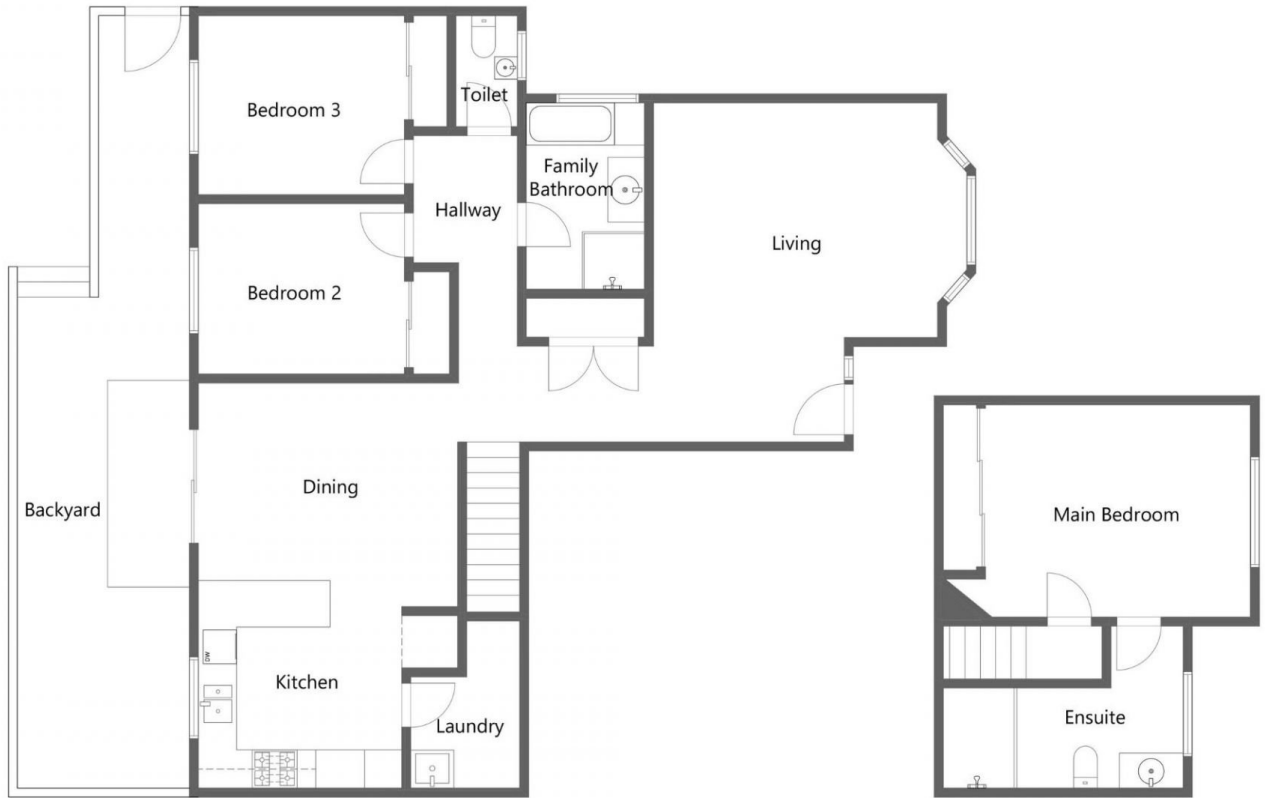 Bedroom 3
Toilet
Family
Bathroom
Hallway
Living
Bedroom 2
Dining
Backyard
Main Bedroom
DW
Kitchen
Laundry
Ensuite